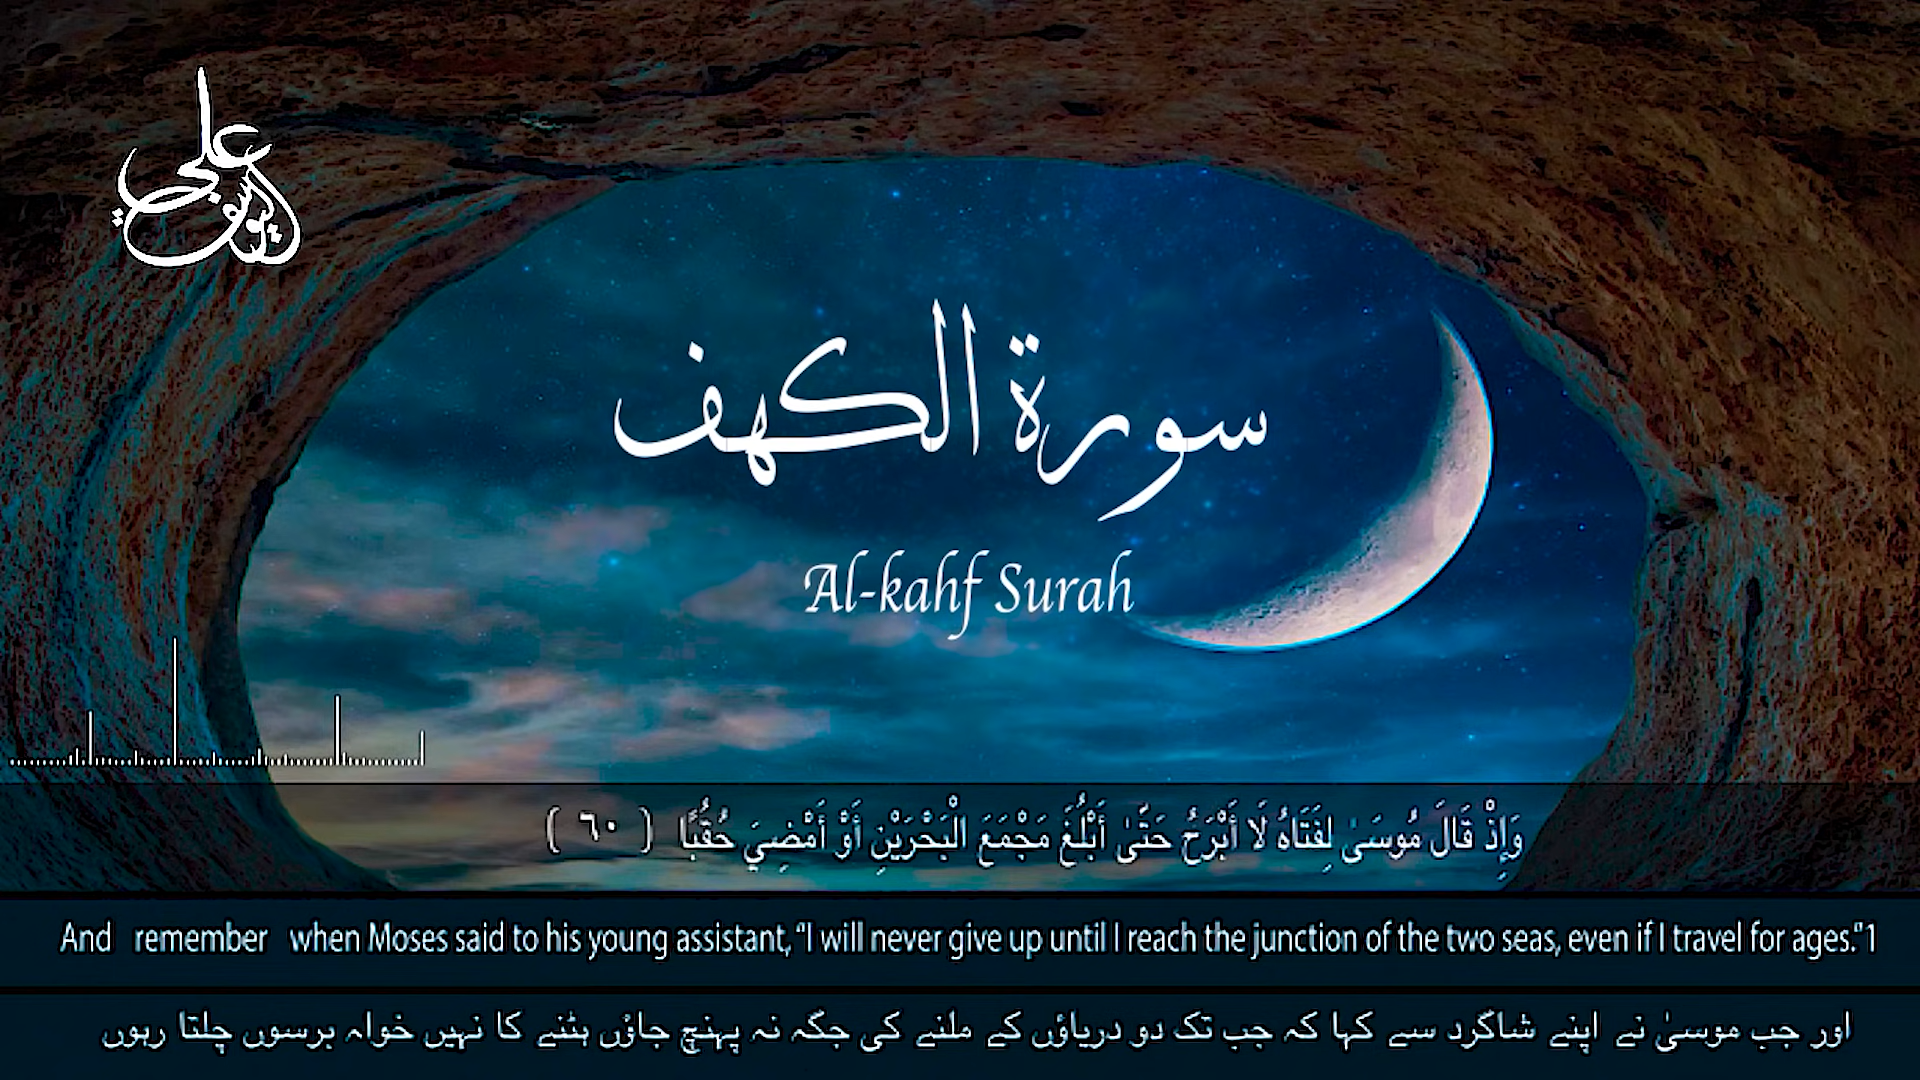 علي اليوسفي
سورة الكهف
Al-kahf Surah
وَإِذْ قَالَ مُوسَىٰ لِفَتَاهُ لَا أَبْرَحُ حَتَّىٰ أَبْلُغَ مَجْمَعَ الْبَحْرَيْنِ أَوْ أَمْضِيَ حُقُبًا ( ٦٠ )
And remember when Moses said to his young assistant, “I will never give up until I reach the junction of the two seas, even if I travel for ages.”1
اور جب موسیٰ نے اپنے شاگرد سے کہا کہ جب تک دو دریاؤں کے ملنے کی جگہ نہ پہنچ جاؤں ہٹنے کا نہیں خواہ برسوں چلتا رہوں